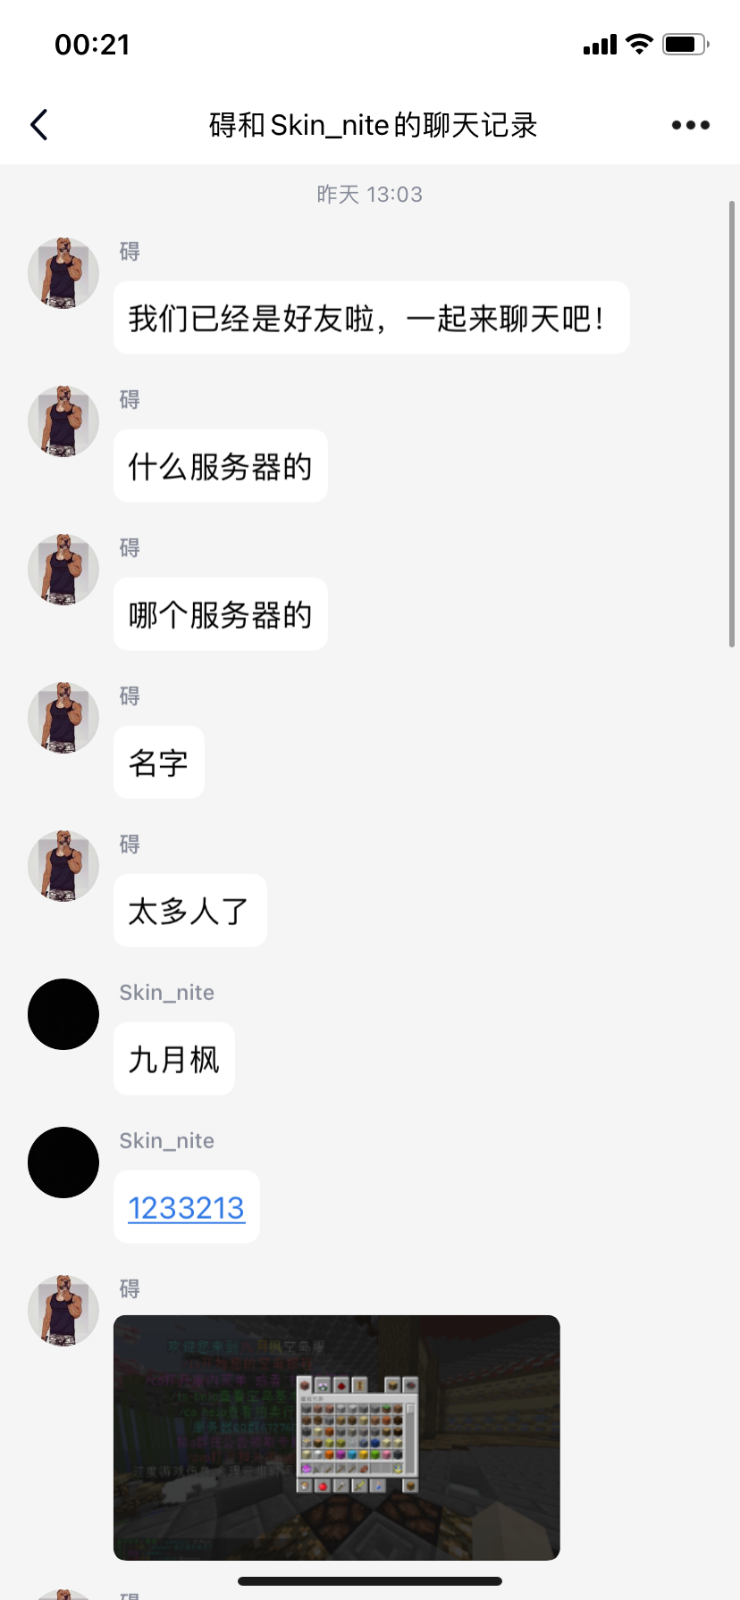 00:21
碍和Skin_nite的聊天记录
昨天 13:03
碍
我们已经是好友啦，一起来聊天吧！
碍
什么服务器的
碍
哪个服务器的
碍
名字
碍
太多人了
Skin_nite
九月枫
Skin_nite
1233213
碍